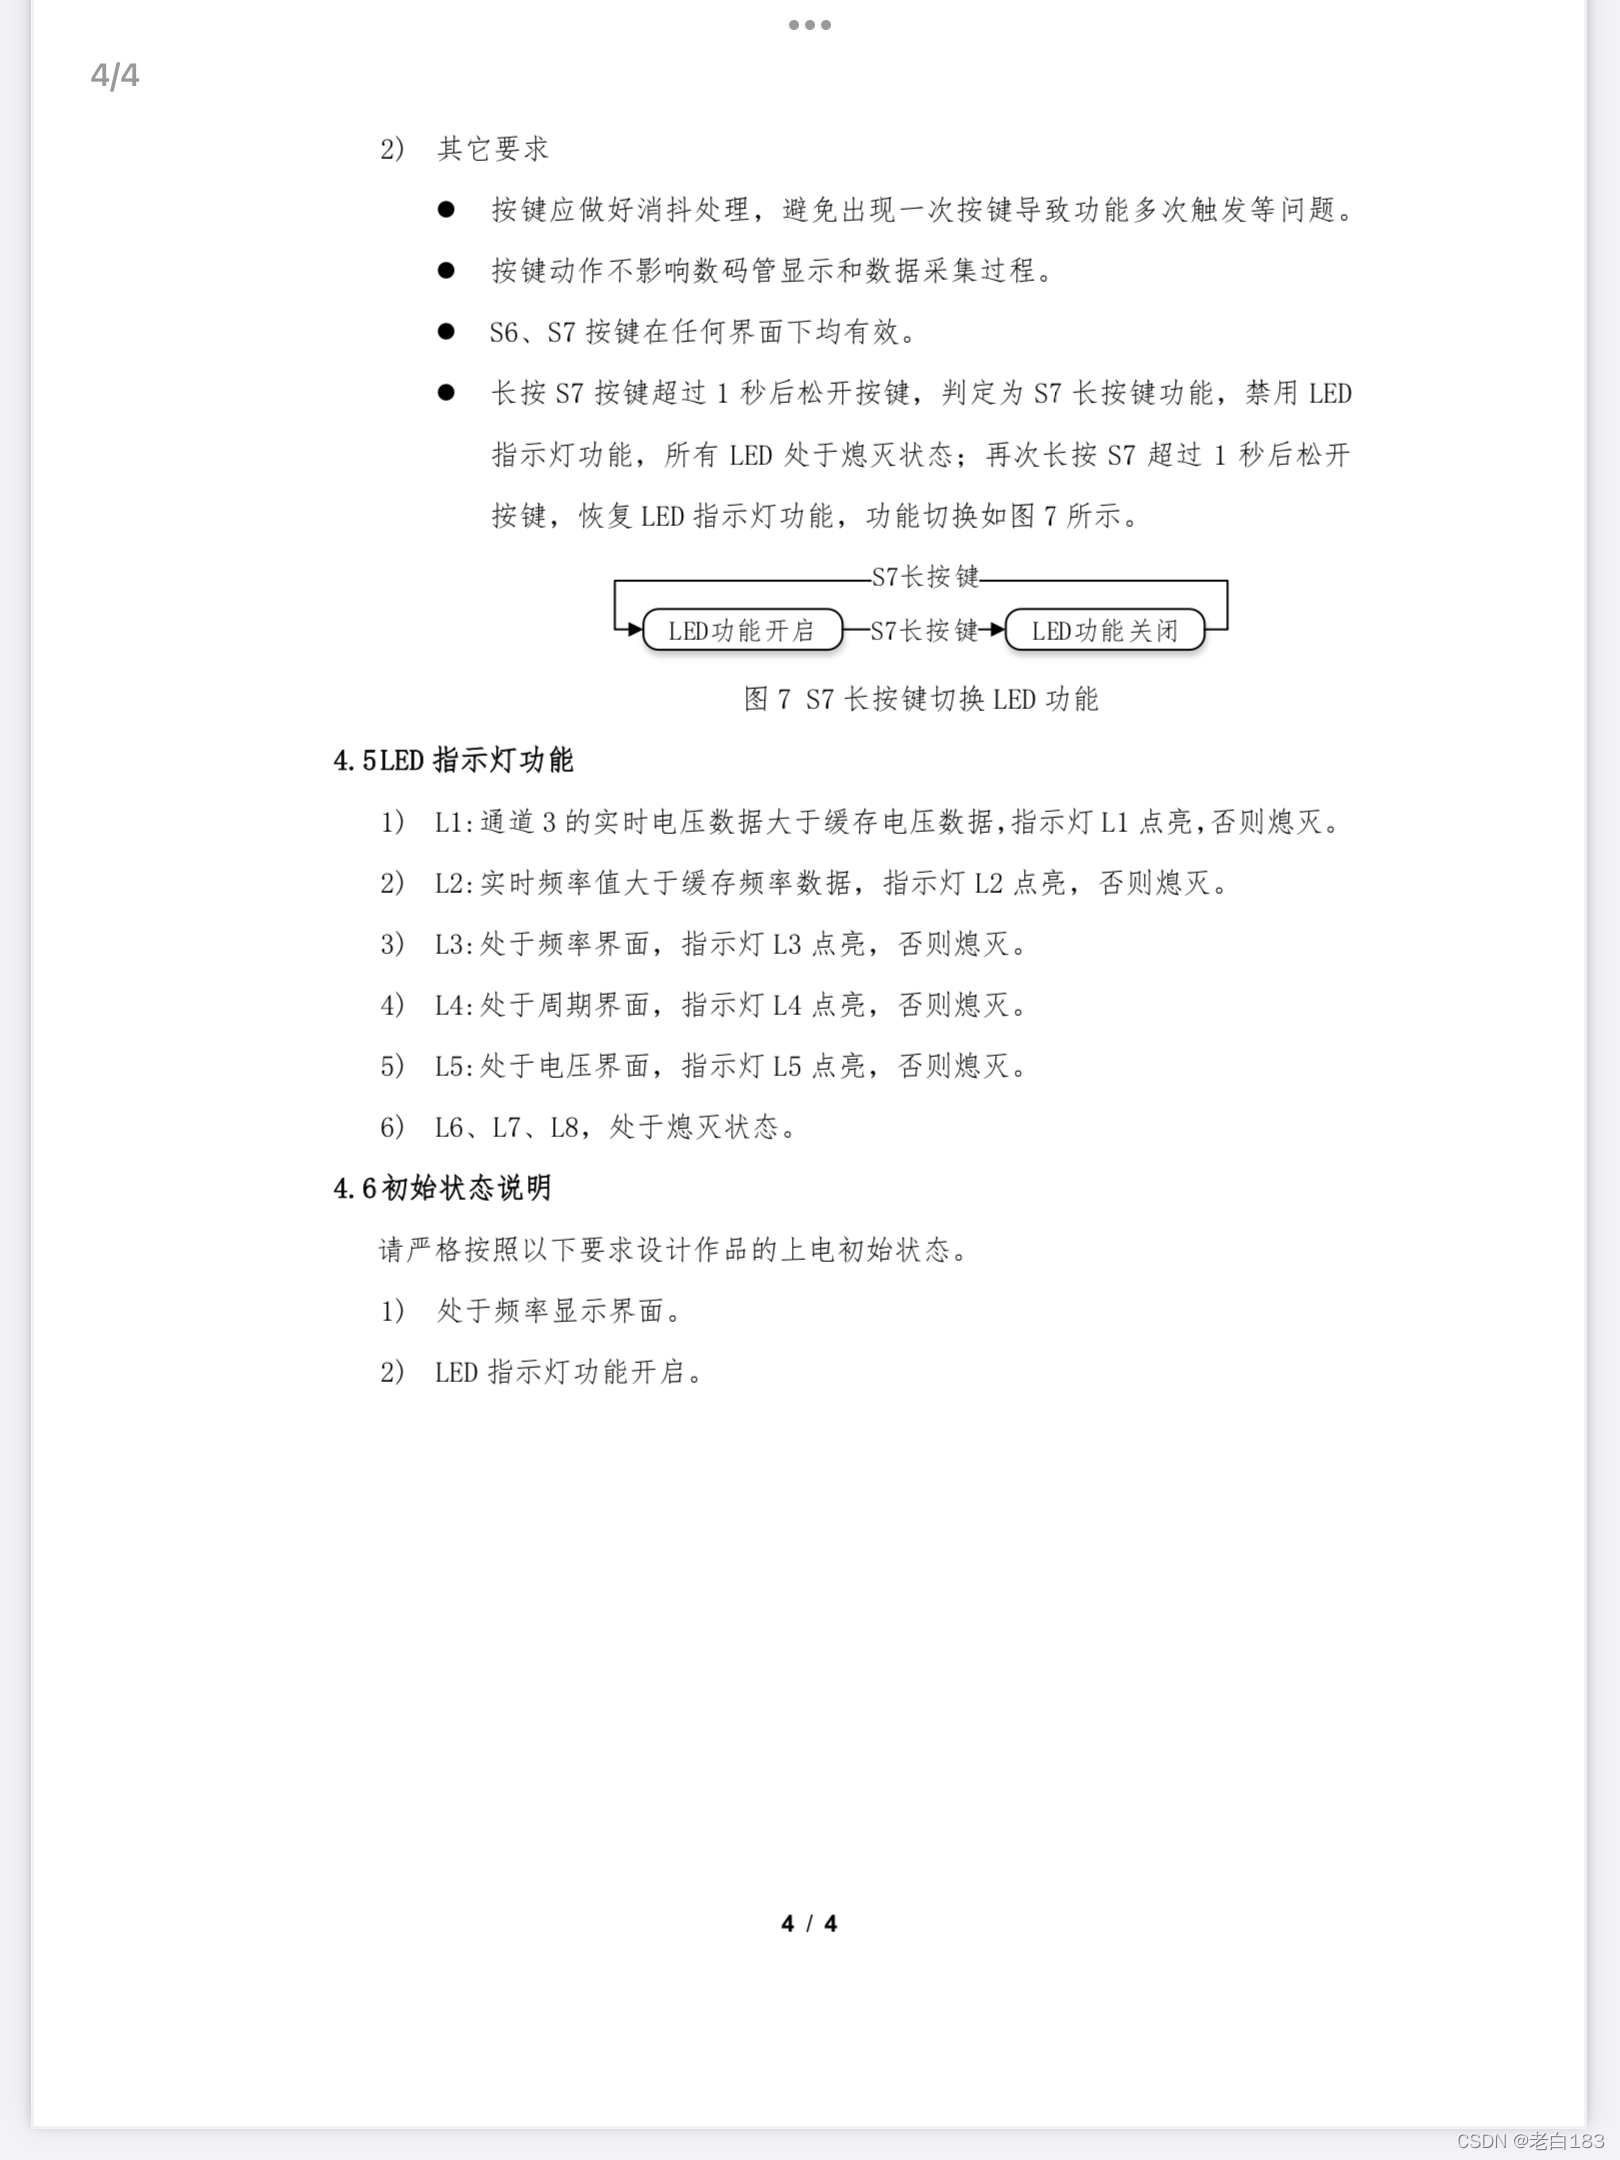 4/4
2) 其它要求
● 按键应做好消抖处理，避免出现一次按键导致功能多次触发等问题。
● 按键动作不影响数码管显示和数据采集过程。
● S6、S7 按键在任何界面下均有效。
● 长按 S7 按键超过 1 秒后松开按键，判定为 S7 长按键功能，禁用 LED
指示灯功能，所有 LED 处于熄灭状态；再次长按 S7 超过 1 秒后松开
按键，恢复 LED 指示灯功能，功能切换如图 7 所示。
S7长按键
LED功能开启 S7长按键 LED功能关闭
图 7 S7 长按键切换 LED 功能
4.5LED 指示灯功能
1) L1:通道 3 的实时电压数据大于缓存电压数据,指示灯 L1 点亮,否则熄灭。
2) L2:实时频率值大于缓存频率数据，指示灯 L2 点亮，否则熄灭。
3) L3:处于频率界面，指示灯 L3 点亮，否则熄灭。
4) L4:处于周期界面，指示灯 L4 点亮，否则熄灭。
5) L5:处于电压界面，指示灯 L5 点亮，否则熄灭。
6) L6、L7、L8，处于熄灭状态。
4.6初始状态说明
请严格按照以下要求设计作品的上电初始状态。
1) 处于频率显示界面。
2) LED 指示灯功能开启。
4 / 4
CSDN @老白183